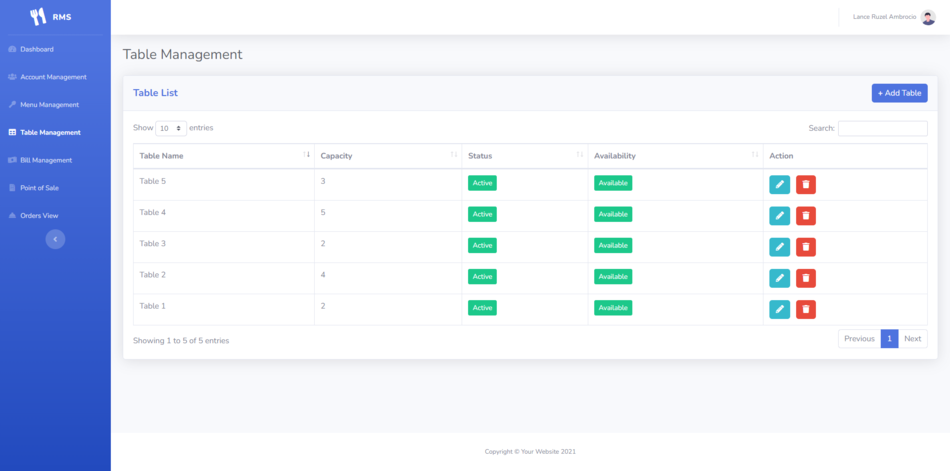 RMS
Lance Ruzel Ambrocio
Dashboard
Account Management
Menu Management
Table Management
Bill Management
Point of Sale
Orders View
Table Management
Table List
+ Add Table
Show 10 entries
Search:
Table Name Capacity Status Availability Action
Table 5 3 Active Available
Table 4 5 Active Available
Table 3 2 Active Available
Table 2 4 Active Available
Table 1 2 Active Available
Showing 1 to 5 of 5 entries
Previous 1 Next
Copyright © Your Website 2021